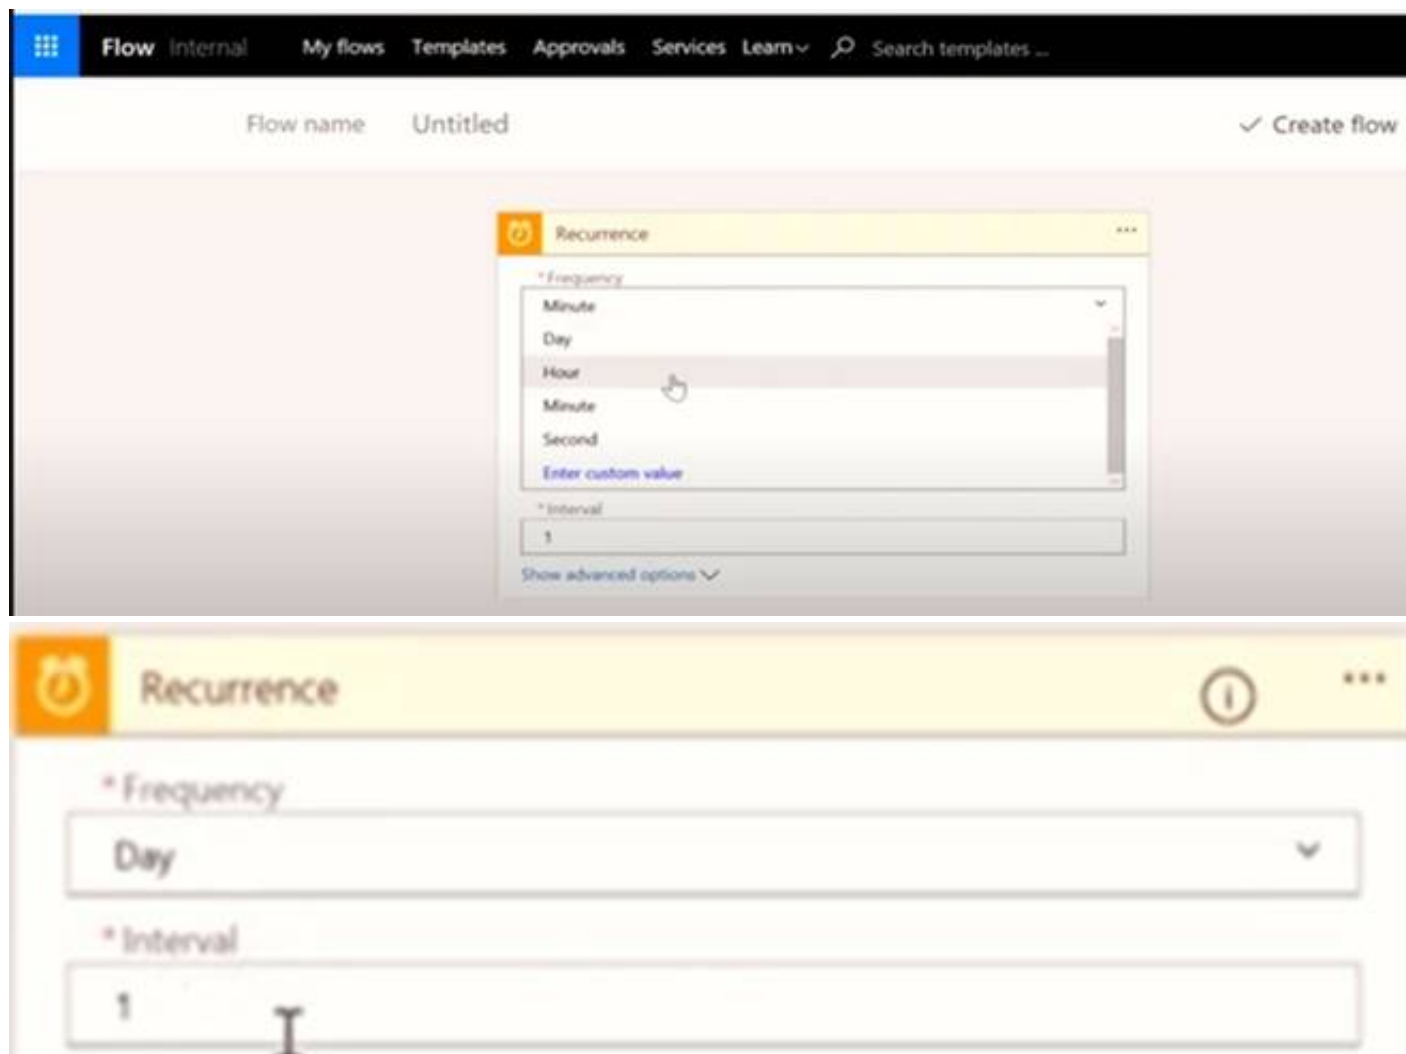 Flow Internal My flows Templates Approvals Services Learn Search templates ...
Flow name Untitled Create flow
Recurrence ...
* Frequency
Minute
Day
Hour
Minute
Second
Enter custom value
* Interval
1
Show advanced options
Recurrence i ...
* Frequency
Day
* Interval
1